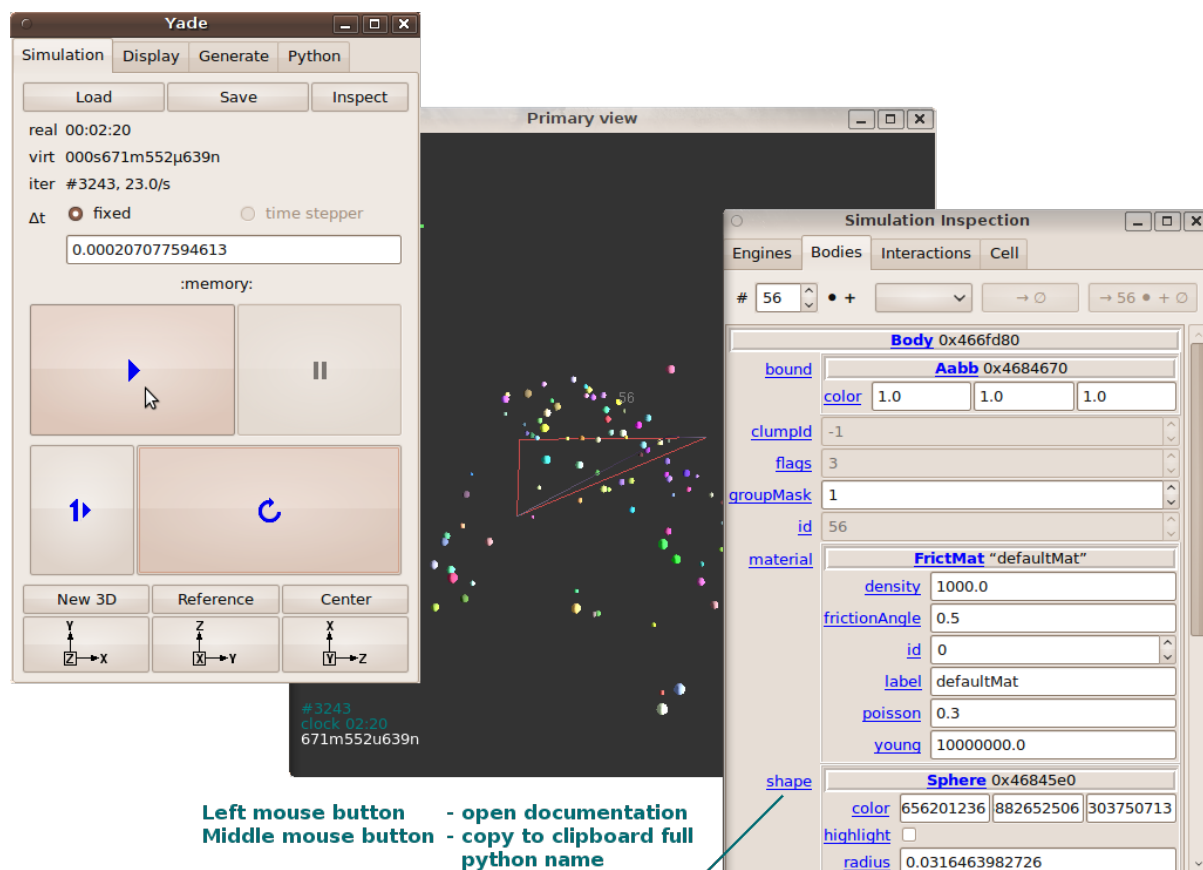 Yade
Simulation Display Generate Python
Load Save Inspect
real 00:02:20
virt 000s671m552μ639n
iter #3243, 23.0/s
Δt fixed time stepper
0.000207077594613
:memory:
1
New 3D Reference Center
Y
Z X
Z
X Y
X
Y Z
Primary view
56
#3243
clock 02:20
671m552u639n
Simulation Inspection
Engines Bodies Interactions Cell
# 56 • + → ∅ → 56 • + ∅
Body 0x466fd80
bound Aabb 0x4684670
color 1.0 1.0 1.0
clumpId -1
flags 3
groupMask 1
id 56
material FrictMat “defaultMat”
density 1000.0
frictionAngle 0.5
id 0
label defaultMat
poisson 0.3
young 10000000.0
shape Sphere 0x46845e0
color 656201236 882652506 303750713
highlight
radius 0.0316463982726
Left mouse button - open documentation
Middle mouse button - copy to clipboard full
python name